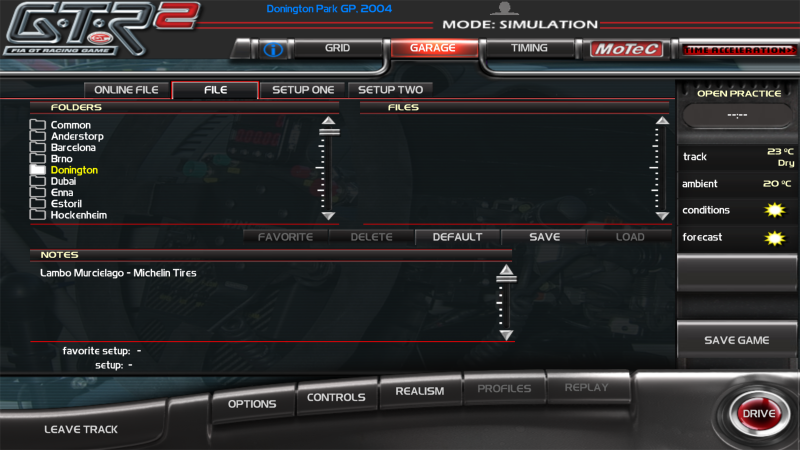 Donington Park GP, 2004
GTR2
FIA GT RACING GAME
MODE: SIMULATION
GRID
GARAGE
TIMING
MoTeC
TIME ACCELERATION
ONLINE FILE
FILE
SETUP ONE
SETUP TWO
FOLDERS
FILES
OPEN PRACTICE
--:--
Common
Anderstorp
Barcelona
Brno
Donington
Dubai
Enna
Estoril
Hockenheim
track 23 ºC
Dry
ambient 20 ºC
conditions
forecast
FAVORITE
DELETE
DEFAULT
SAVE
LOAD
NOTES
Lambo Murcielago - Michelin Tires
favorite setup: -
setup: -
SAVE GAME
OPTIONS
CONTROLS
REALISM
PROFILES
REPLAY
LEAVE TRACK
DRIVE